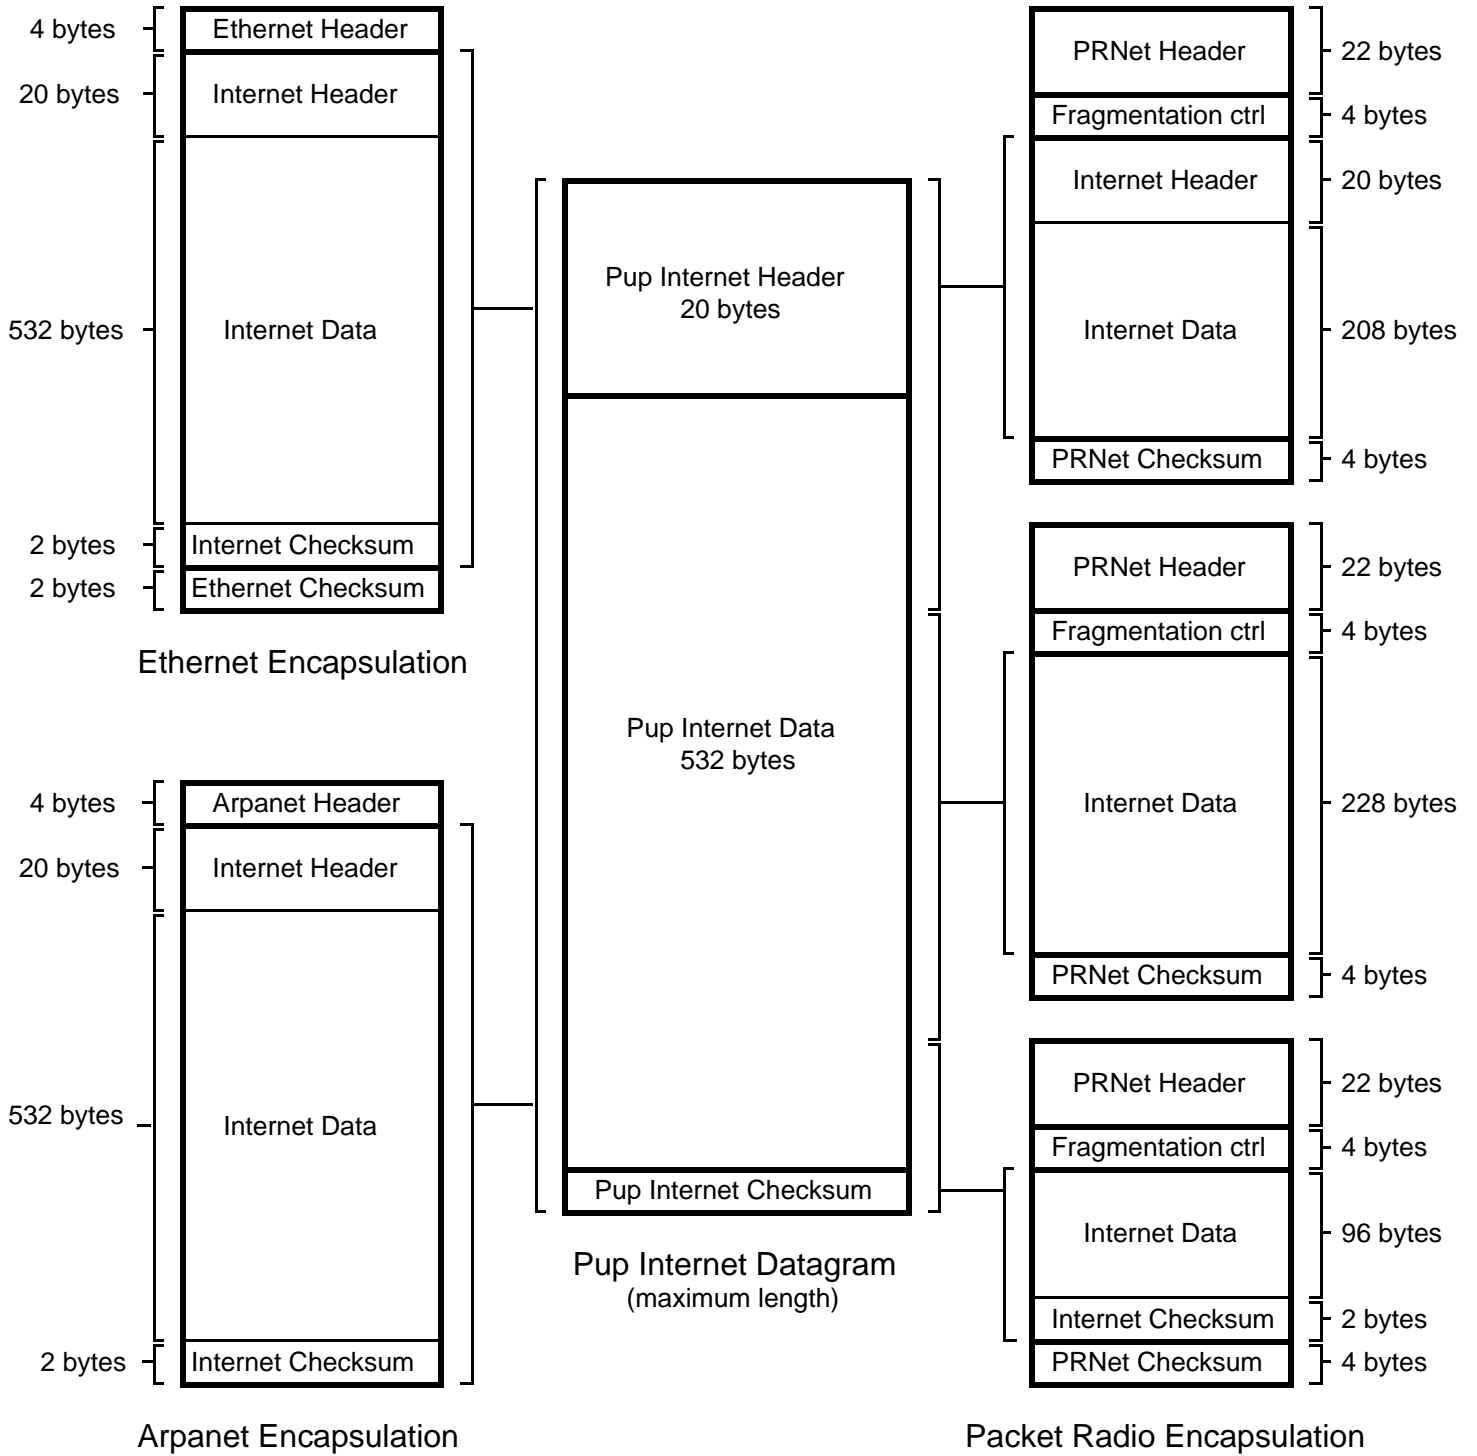 4 bytes
Ethernet Header
20 bytes
Internet Header
532 bytes
Internet Data
2 bytes
Internet Checksum
2 bytes
Ethernet Checksum
Ethernet Encapsulation
4 bytes
Arpanet Header
20 bytes
Internet Header
532 bytes
Internet Data
2 bytes
Internet Checksum
Arpanet Encapsulation
Pup Internet Header
20 bytes
Pup Internet Data
532 bytes
Pup Internet Checksum
Pup Internet Datagram
(maximum length)
PRNet Header
22 bytes
Fragmentation ctrl
4 bytes
Internet Header
20 bytes
Internet Data
208 bytes
PRNet Checksum
4 bytes
PRNet Header
22 bytes
Fragmentation ctrl
4 bytes
Internet Data
228 bytes
PRNet Checksum
4 bytes
PRNet Header
22 bytes
Fragmentation ctrl
4 bytes
Internet Data
96 bytes
Internet Checksum
2 bytes
PRNet Checksum
4 bytes
Packet Radio Encapsulation